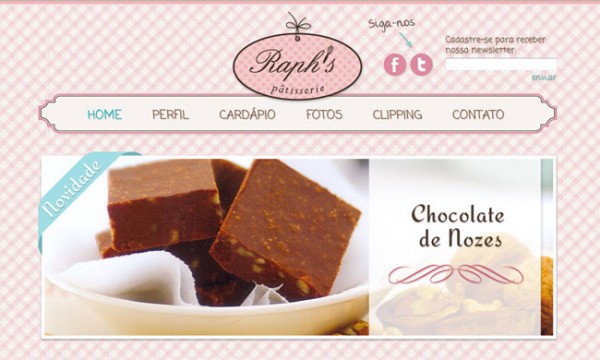 Raph's
pâtisserie
Siga-nos
Cadastre-se para receber
nossa newsletter
enviar
HOME PERFIL CARDÁPIO FOTOS CLIPPING CONTATO
Novidade
Chocolate
de Nozes